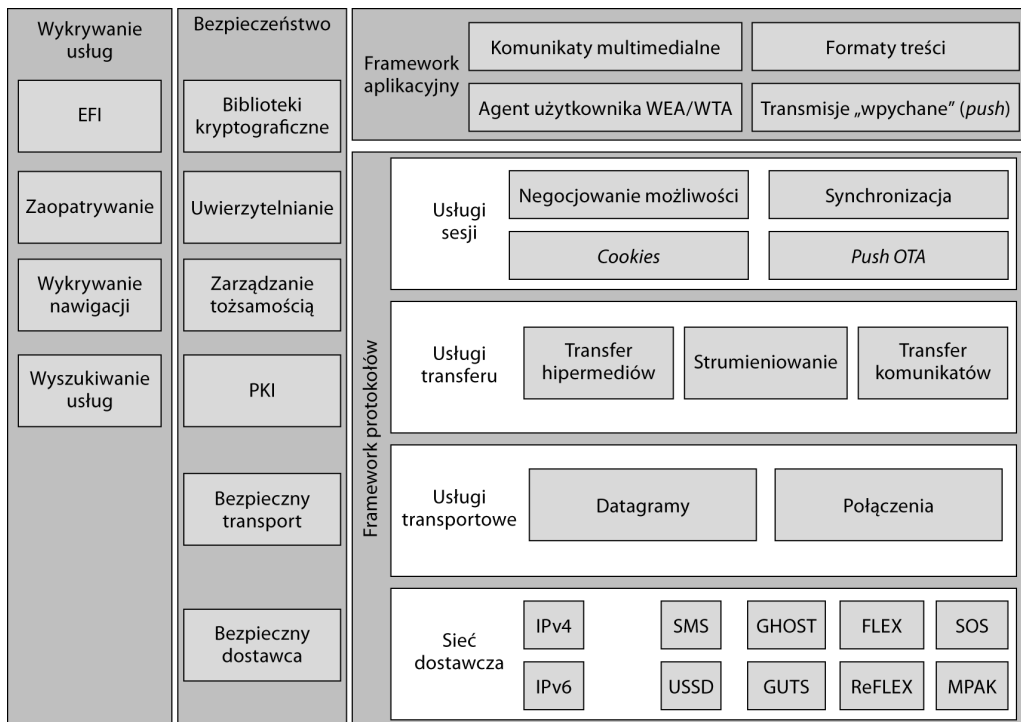 Wykrywanie
usług
EFI
Zaopatrywanie
Wykrywanie
nawigacji
Wyszukiwanie
usług
Bezpieczeństwo
Biblioteki
kryptograficzne
Uwierzytelnianie
Zarządzanie
tożsamością
PKI
Bezpieczny
transport
Bezpieczny
dostawca
Framework
aplikacyjny
Komunikaty multimedialne
Formaty treści
Agent użytkownika WEA/WTA
Transmisje „wpychane” (push)
Framework protokołów
Usługi
sesji
Negocjowanie możliwości
Synchronizacja
Cookies
Push OTA
Usługi
transferu
Transfer
hipermediów
Strumieniowanie
Transfer
komunikatów
Usługi
transportowe
Datagramy
Połączenia
Sieć
dostawcza
IPv4
SMS
GHOST
FLEX
SOS
IPv6
USSD
GUTS
ReFLEX
MPAK